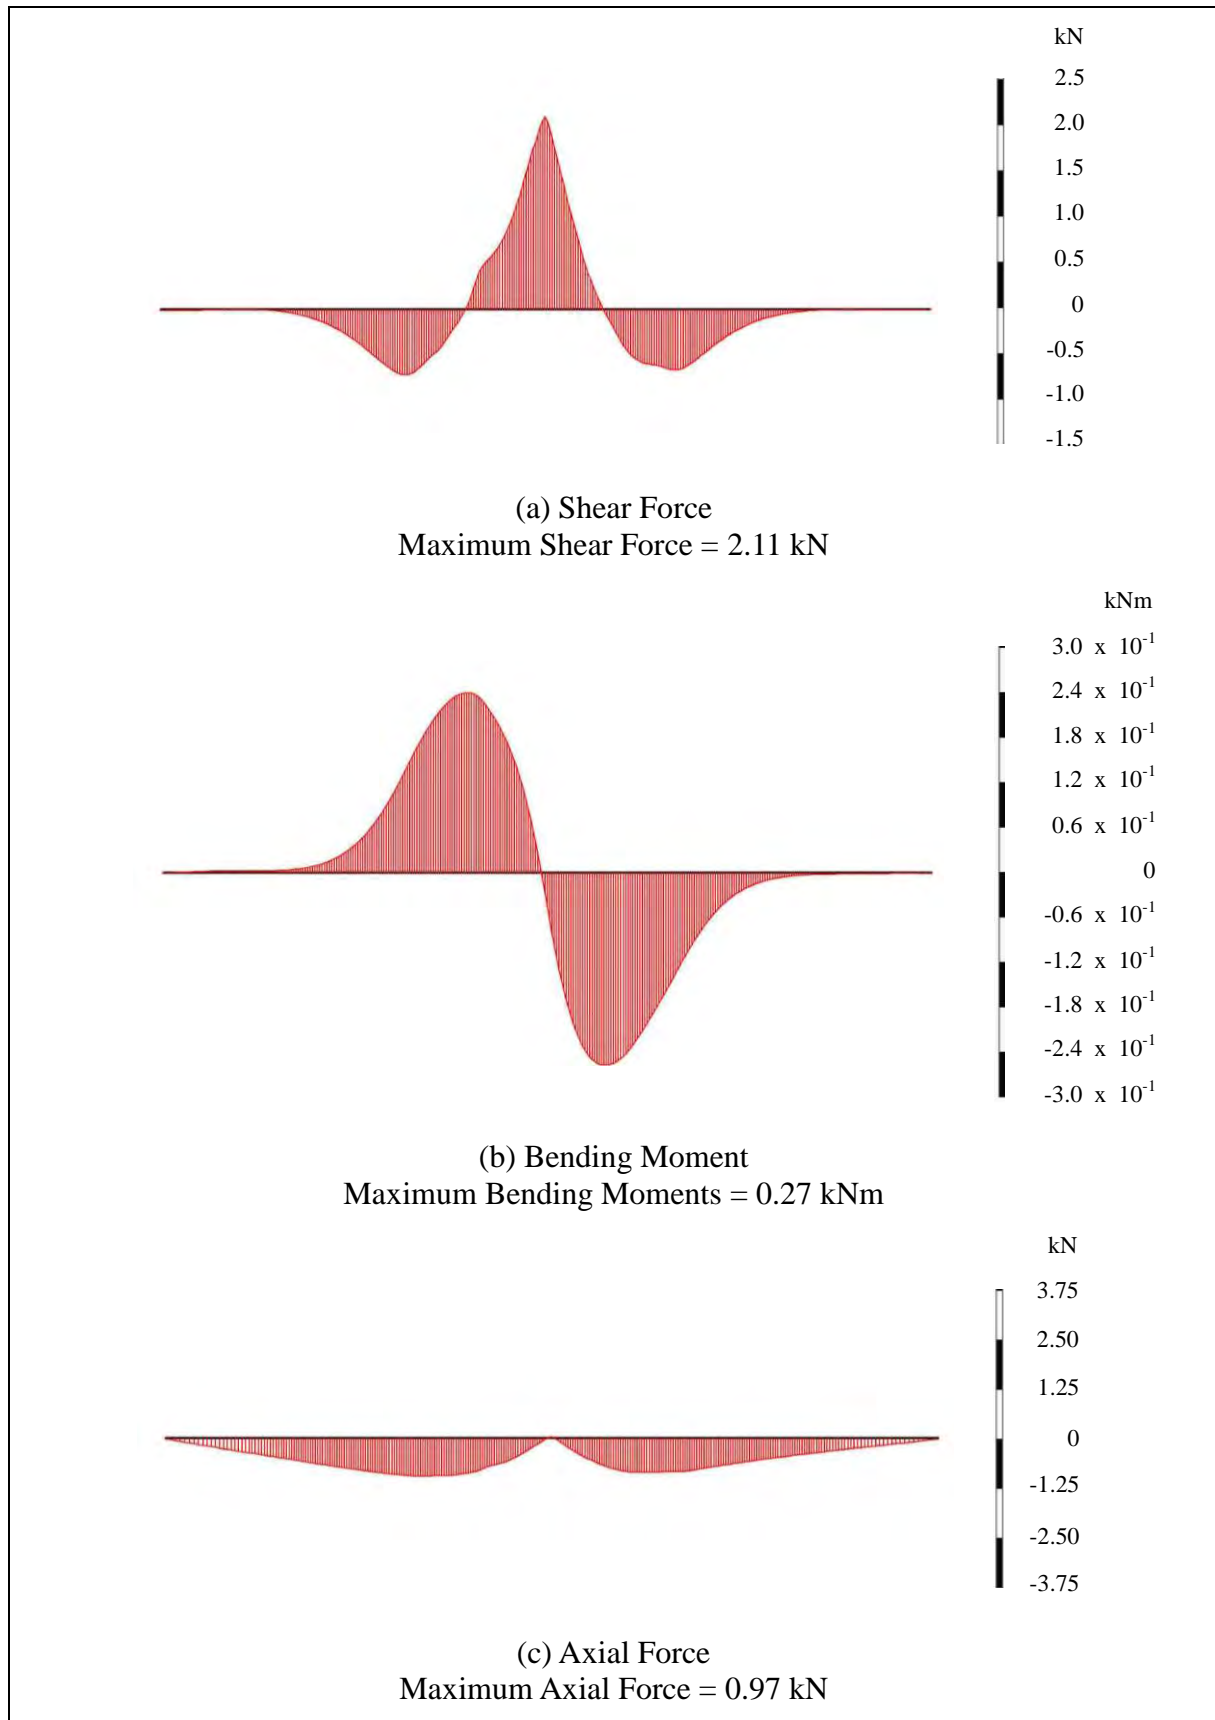 kN
2.5
2.0
1.5
1.0
0.5
0
-0.5
-1.0
-1.5
(a) Shear Force
Maximum Shear Force = 2.11 kN
kNm
3.0 x 10⁻¹
2.4 x 10⁻¹
1.8 x 10⁻¹
1.2 x 10⁻¹
0.6 x 10⁻¹
0
-0.6 x 10⁻¹
-1.2 x 10⁻¹
-1.8 x 10⁻¹
-2.4 x 10⁻¹
-3.0 x 10⁻¹
(b) Bending Moment
Maximum Bending Moments = 0.27 kNm
kN
3.75
2.50
1.25
0
-1.25
-2.50
-3.75
(c) Axial Force
Maximum Axial Force = 0.97 kN